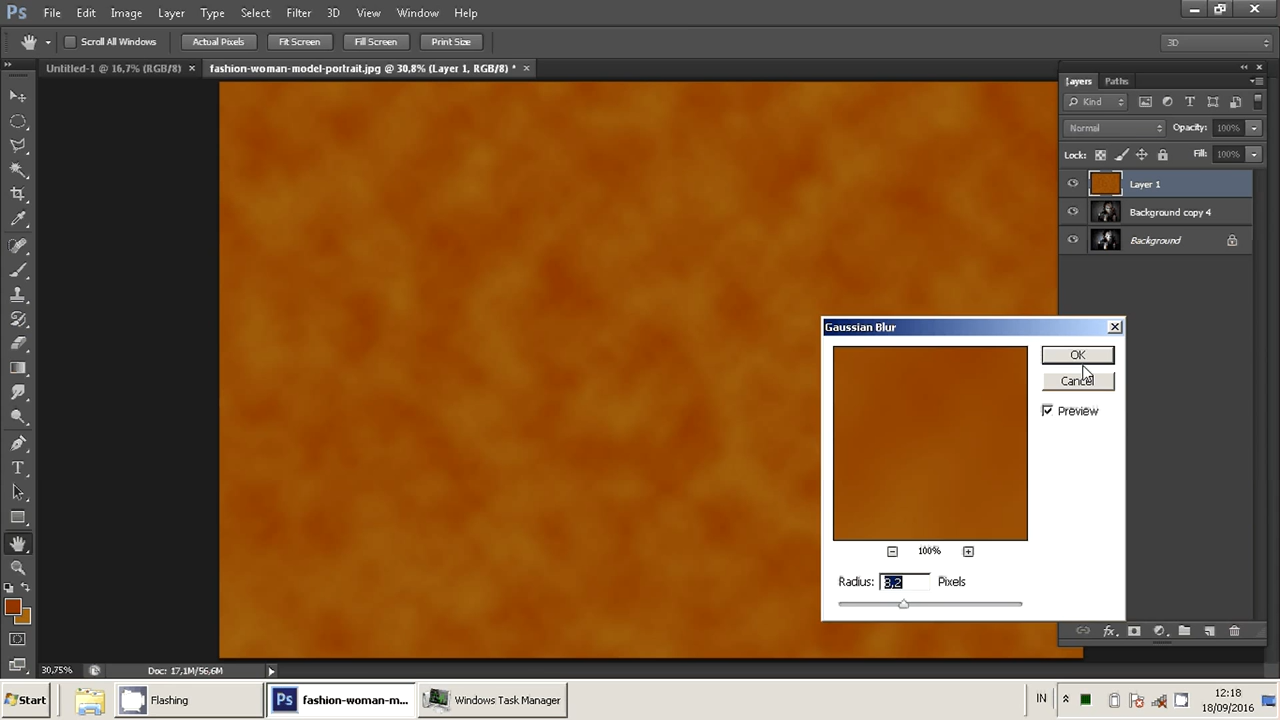 Ps File Edit Image Layer Type Select Filter 3D View Window Help
Scroll All Windows Actual Pixels Fit Screen Fill Screen Print Size 3D
Untitled-1 @ 16,7% (RGB/8) × fashion-woman-model-portrait.jpg @ 30,8% (Layer 1, RGB/8) * ×
Layers Paths
Kind
Normal Opacity: 100%
Lock: Fill: 100%
Layer 1
Background copy 4
Background
Gaussian Blur
OK
Cancel
Preview
100%
Radius: 8,2 Pixels
30,75% Doc: 17,1M/56,6M
Start Flashing Ps fashion-woman-m... Windows Task Manager IN 12:18
18/09/2016